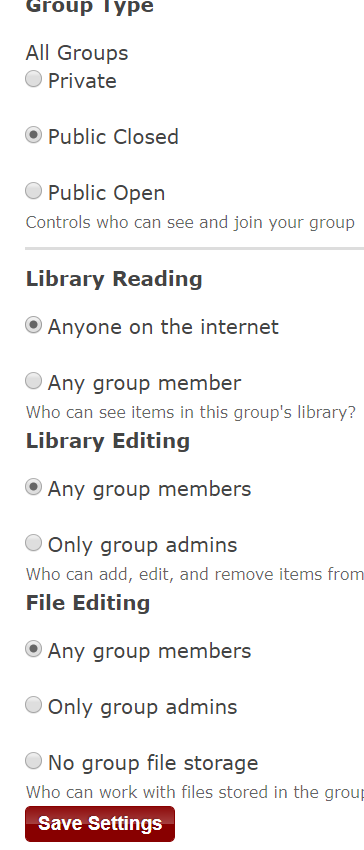 Group Type
All Groups
Private
Public Closed
Public Open
Controls who can see and join your group
Library Reading
Anyone on the internet
Any group member
Who can see items in this group's library?
Library Editing
Any group members
Only group admins
Who can add, edit, and remove items from
File Editing
Any group members
Only group admins
No group file storage
Who can work with files stored in the group
Save Settings